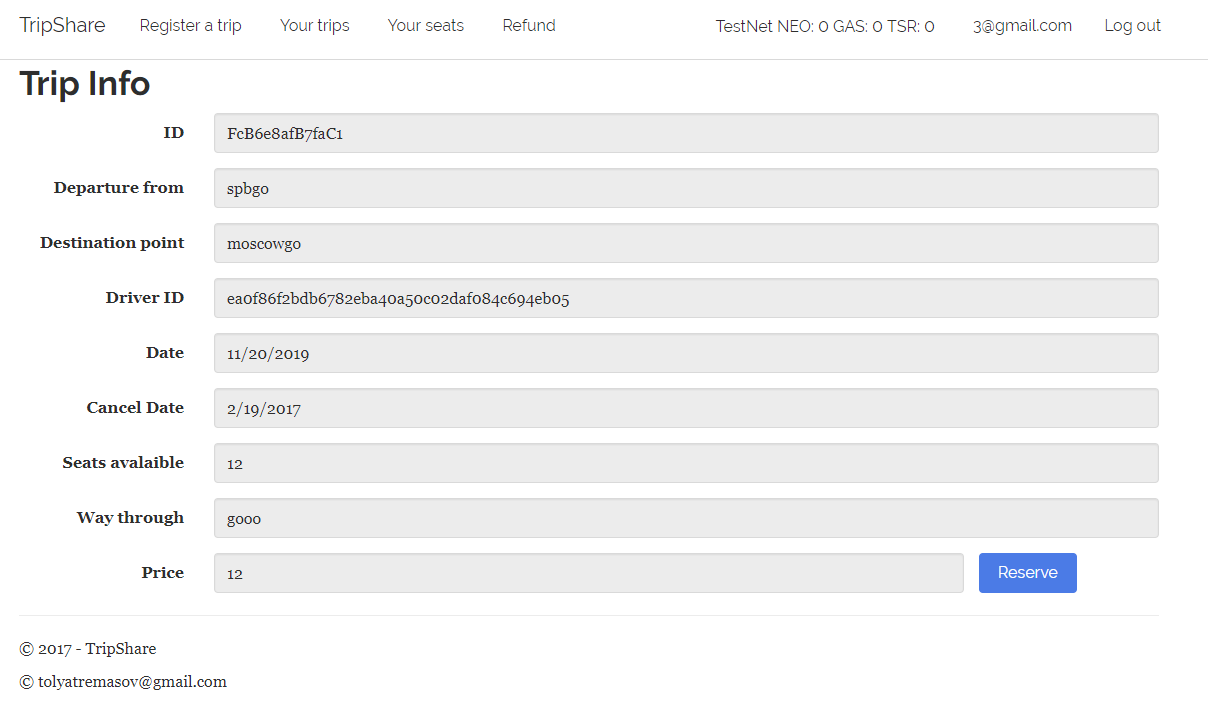 TripShare Register a trip Your trips Your seats Refund TestNet NEO: 0 GAS: 0 TSR: 0 3@gmail.com Log out
Trip Info
ID FcB6e8afB7faC1
Departure from spbgo
Destination point moscowgo
Driver ID ea0f86f2bdb6782eba40a50c02daf084c694eb05
Date 11/20/2019
Cancel Date 2/19/2017
Seats avalaible 12
Way through gooo
Price 12 Reserve
© 2017 - TripShare
© tolyatremasov@gmail.com